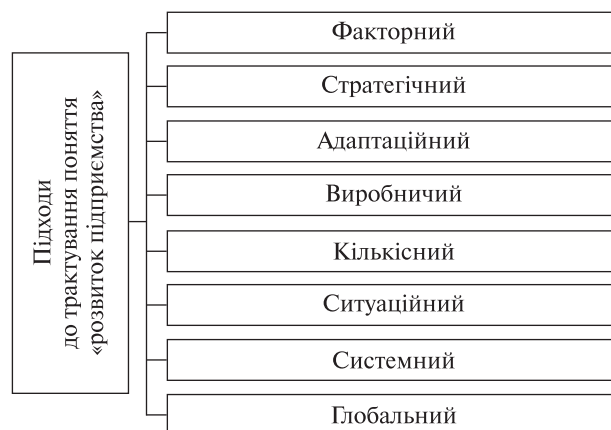 Підходи
до трактування поняття
«розвиток підприємства»
Факторний
Стратегічний
Адаптаційний
Виробничий
Кількісний
Ситуаційний
Системний
Глобальний